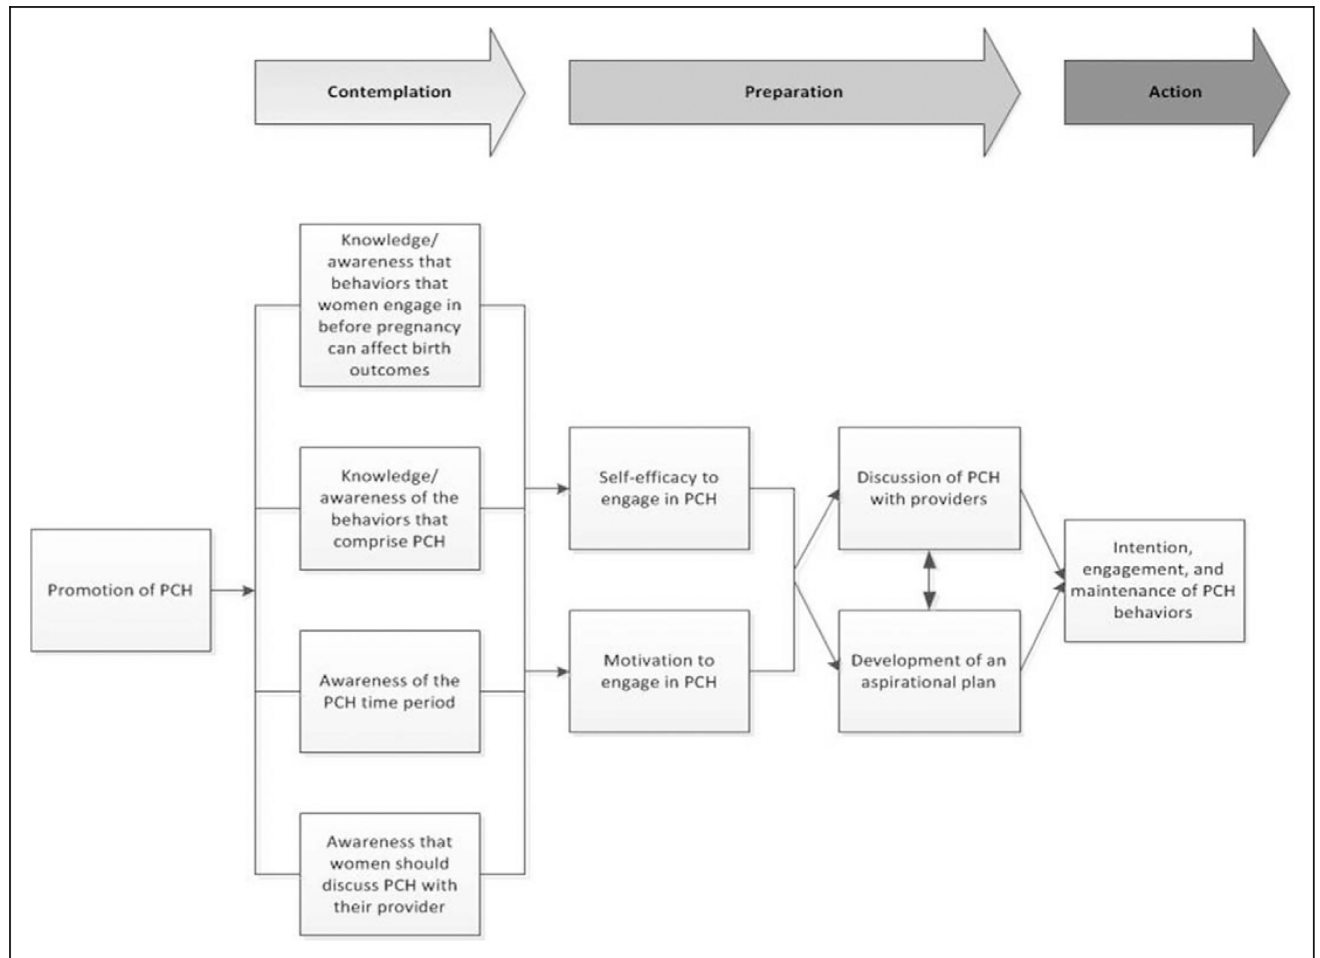 Contemplation
Preparation
Action
Knowledge/
awareness that
behaviors that
women engage in
before pregnancy
can affect birth
outcomes
Knowledge/
awareness of the
behaviors that
comprise PCH
Self-efficacy to
engage in PCH
Discussion of PCH
with providers
Promotion of PCH
Intention,
engagement, and
maintenance of PCH
behaviors
Awareness of the
PCH time period
Motivation to
engage in PCH
Development of an
aspirational plan
Awareness that
women should
discuss PCH with
their provider